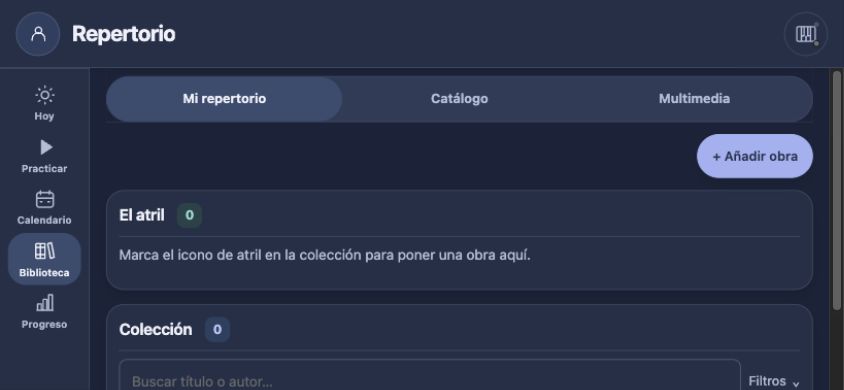 Repertorio
Hoy
Practicar
Calendario
Biblioteca
Progreso
Mi repertorio
Catálogo
Multimedia
+ Añadir obra
El atril 0
Marca el icono de atril en la colección para poner una obra aquí.
Colección 0
Buscar título o autor...
Filtros